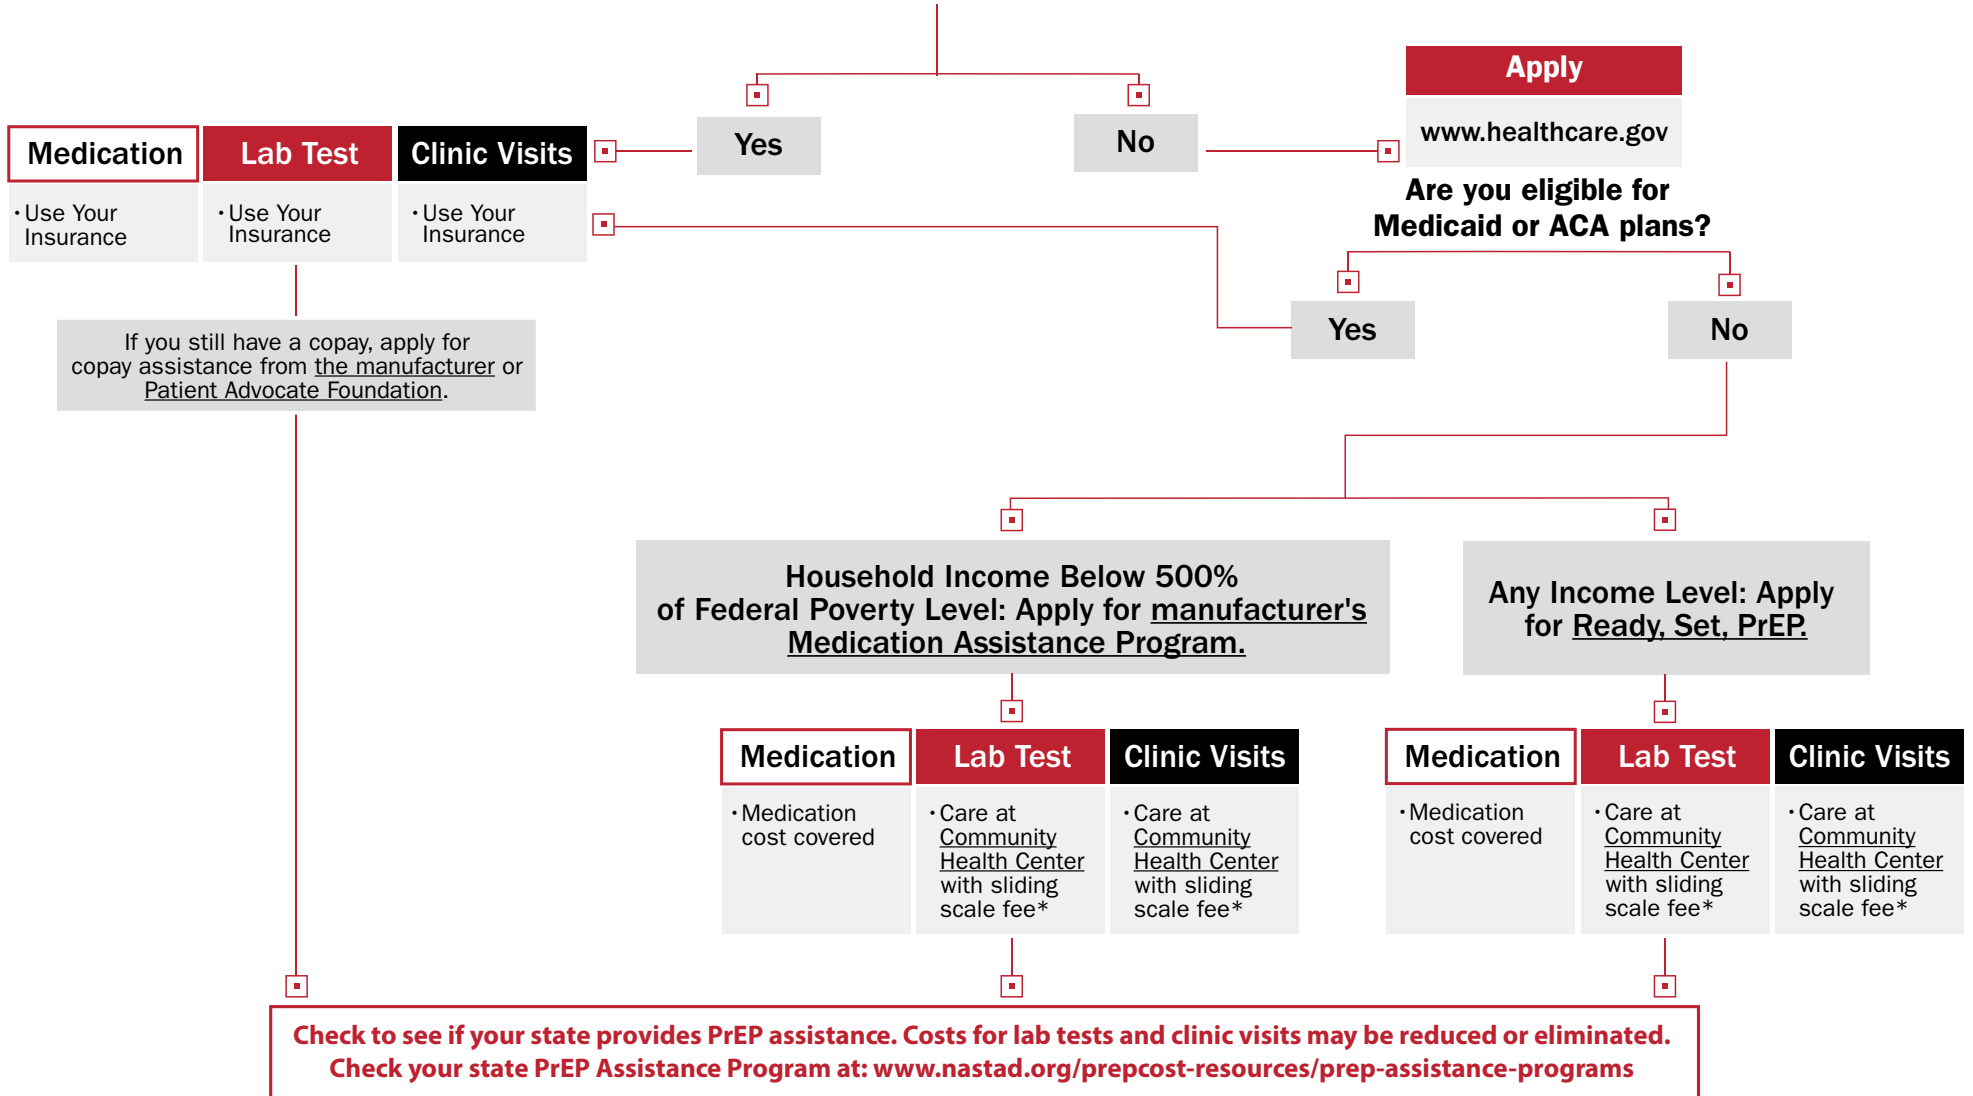 Yes
No
Apply
www.healthcare.gov
Medication
Lab Test
Clinic Visits
· Use Your
Insurance
· Use Your
Insurance
· Use Your
Insurance
Are you eligible for
Medicaid or ACA plans?
Yes
No
If you still have a copay, apply for
copay assistance from the manufacturer or
Patient Advocate Foundation.
Household Income Below 500%
of Federal Poverty Level: Apply for manufacturer's
Medication Assistance Program.
Any Income Level: Apply
for Ready, Set, PrEP.
Medication
Lab Test
Clinic Visits
· Medication
cost covered
· Care at
Community
Health Center
with sliding
scale fee*
· Care at
Community
Health Center
with sliding
scale fee*
Medication
Lab Test
Clinic Visits
· Medication
cost covered
· Care at
Community
Health Center
with sliding
scale fee*
· Care at
Community
Health Center
with sliding
scale fee*
Check to see if your state provides PrEP assistance. Costs for lab tests and clinic visits may be reduced or eliminated.
Check your state PrEP Assistance Program at: www.nastad.org/prepcost-resources/prep-assistance-programs